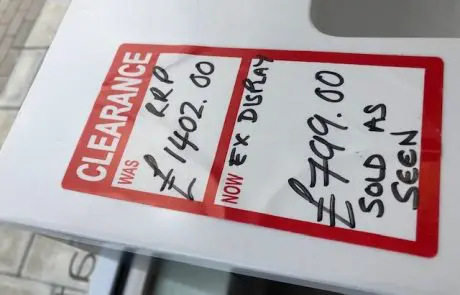 CLEARANCE
WAS RRP
£1402.00
NOW EX DISPLAY
£799.00
SOLD AS
SEEN